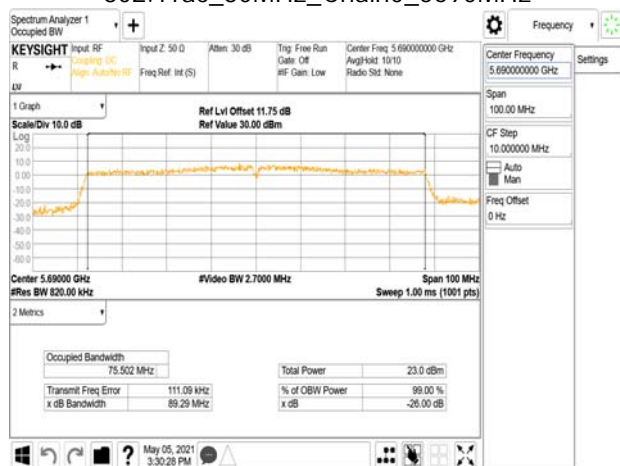 Spectrum Analyzer 1
Occupied BW
Frequency
KEYSIGHT
R
Input: RF
Coupling: DC
Align: Auto/No RF
Input Z: 50 Ω
Freq Ref: Int (S)
Atten: 30 dB
Trig: Free Run
Gate: Off
#IF Gain: Low
Center Freq: 5.690000000 GHz
Avg|Hold: 10/10
Radio Std: None
Center Frequency
5.690000000 GHz
Settings
Span
100.00 MHz
CF Step
10.000000 MHz
Auto
Man
Freq Offset
0 Hz
1 Graph
Scale/Div 10.0 dB
Ref Lvl Offset 11.75 dB
Ref Value 30.00 dBm
Log
20.0
10.0
0.00
-10.0
-20.0
-30.0
-40.0
-50.0
-60.0
Center 5.69000 GHz
#Res BW 820.00 kHz
#Video BW 2.7000 MHz
Span 100 MHz
Sweep 1.00 ms (1001 pts)
2 Metrics
Occupied Bandwidth
75.502 MHz
Total Power 23.0 dBm
Transmit Freq Error 111.09 kHz
% of OBW Power 99.00 %
x dB Bandwidth 89.29 MHz
x dB -26.00 dB
?
May 05, 2021
3:30:28 PM